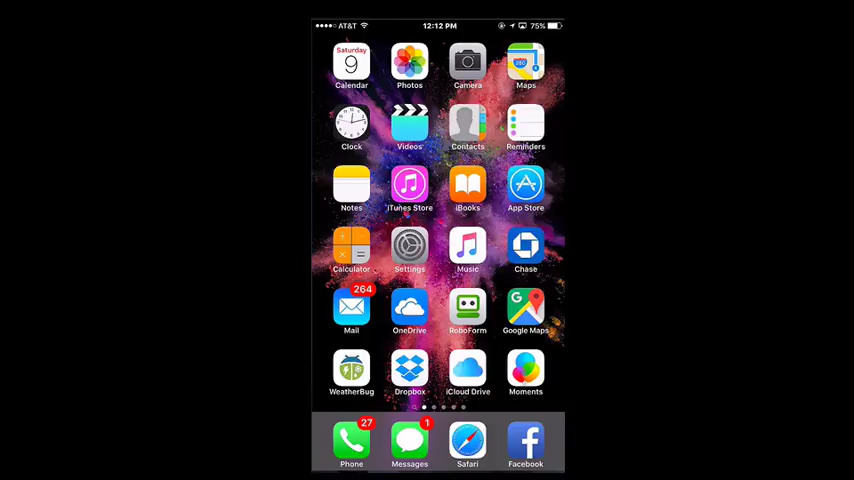 AT&T 12:12 PM 75%
Saturday
9
280
Calendar Photos Camera Maps
Clock Videos Contacts Reminders
Notes iTunes Store iBooks App Store
Calculator Settings Music Chase
264
G
Mail OneDrive RoboForm Google Maps
WeatherBug Dropbox iCloud Drive Moments
27 1
Phone Messages Safari Facebook